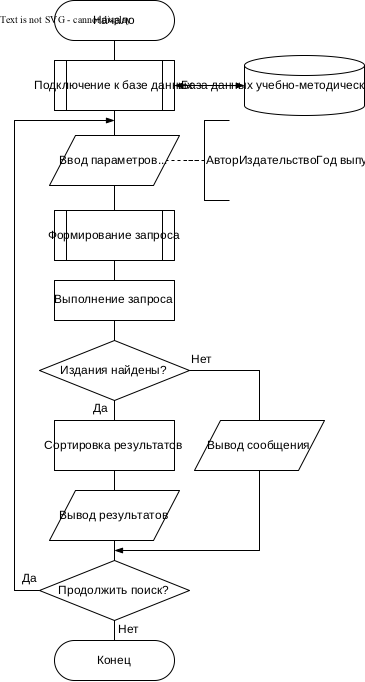 Начало
Text is not SVG - cannot display
Подключение к базе данных
База данных учебно-методическ
Ввод параметров...
АвторИздательствоГод выпу
Формирование запроса
Выполнение запроса
Издания найдены?
Нет
Да
Сортировка результатов
Вывод сообщения
Вывод результатов
Продолжить поиска?
Да
Нет
Конец